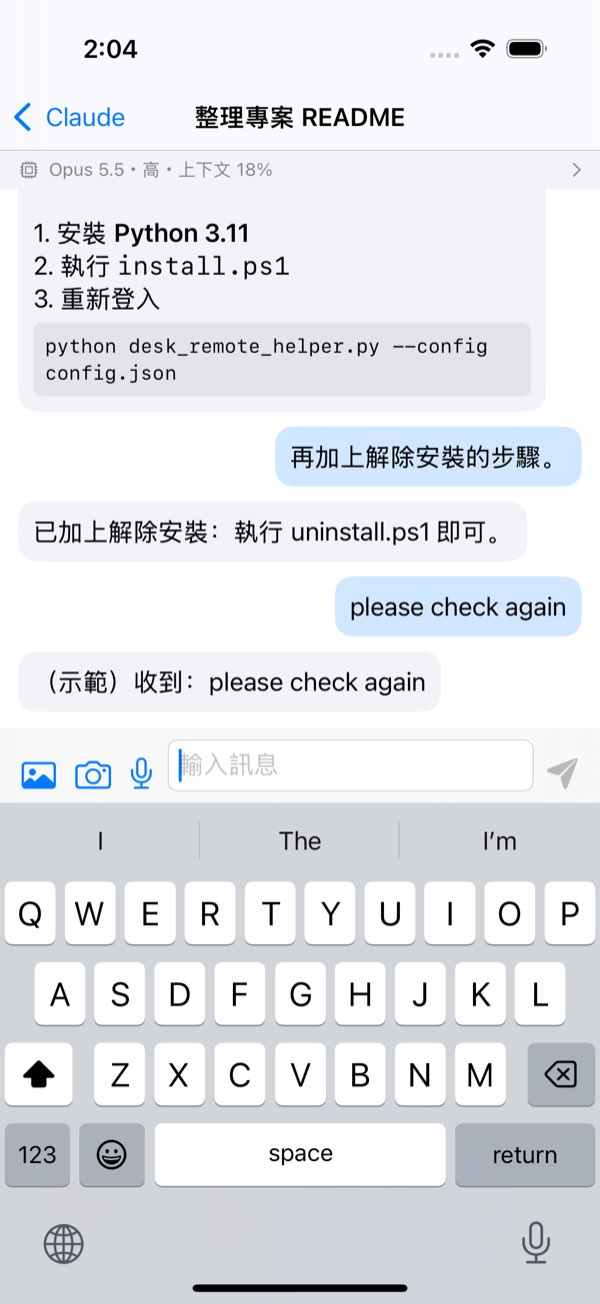 2:04
Claude
整理專案 README
Opus 5.5・高・上下文 18%
1. 安裝 Python 3.11
2. 執行 install.ps1
3. 重新登入
python desk_remote_helper.py --config
config.json
再加上解除安裝的步驟。
已加上解除安裝：執行 uninstall.ps1 即可。
please check again
（示範）收到：please check again
輸入訊息
I
The
I’m
Q W E R T Y U I O P
A S D F G H J K L
Z X C V B N M
123
space
return